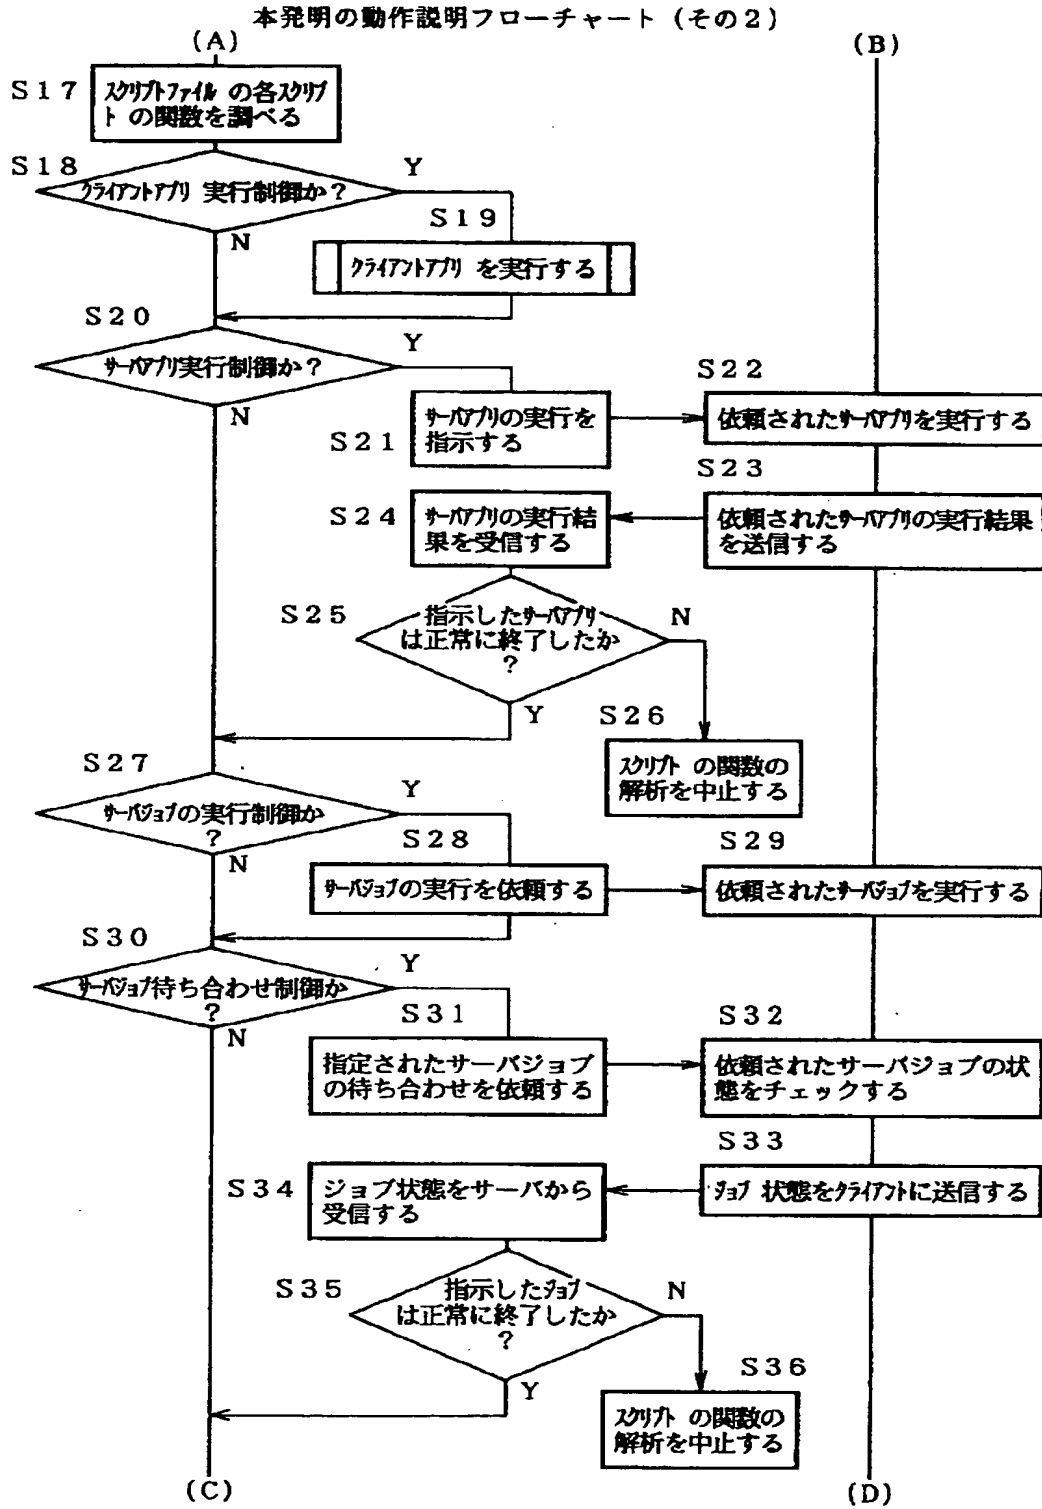 本発明の動作説明フローチャート（その２）
（A）
（B）
S17
スクリプトファイル の各スクリプ
ト の関数を調べる
S18
クライアントアプリ 実行制御か？
Y
N
S19
クライアントアプリ を実行する
S20
サーバアプリ実行制御か？
Y
N
S21
サーバアプリの実行を
指示する
S22
依頼されたサーバアプリを実行する
S23
依頼されたサーバアプリの実行結果
を送信する
S24
サーバアプリの実行結
果を受信する
S25
指示したサーバアプリ
は正常に終了したか
？
N
Y
S26
スクリプト の関数の
解析を中止する
S27
サーバジョブの実行制御か
？
Y
N
S28
サーバジョブの実行を依頼する
S29
依頼されたサーバジョブを実行する
S30
サーバジョブ待ち合わせ制御か
？
Y
N
S31
指定されたサーバジョブ
の待ち合わせを依頼する
S32
依頼されたサーバジョブの状
態をチェックする
S33
ジョブ 状態をクライアントに送信する
S34
ジョブ状態をサーバから
受信する
S35
指示したジョブ
は正常に終了したか
？
N
Y
S36
スクリプト の関数の
解析を中止する
（C）
（D）